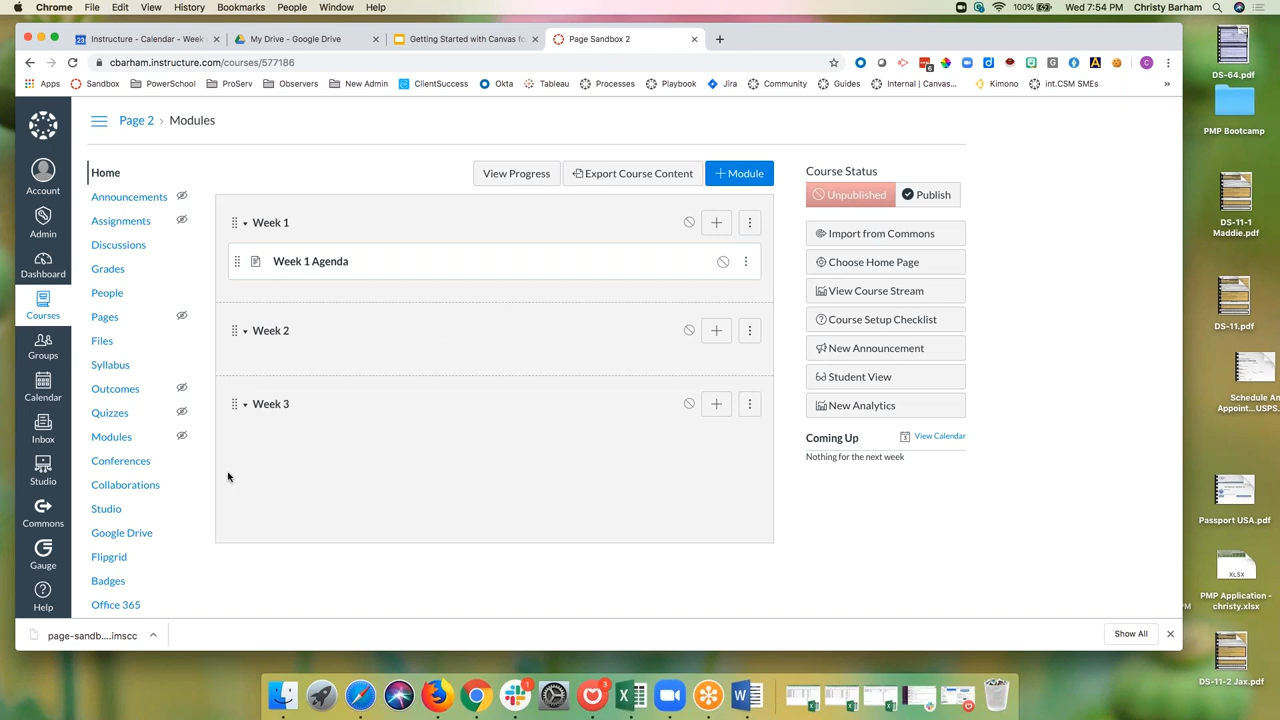 Chrome File Edit View History Bookmarks People Window Help
100% Wed 7:54 PM Christy Barham
Instructure - Calendar - Week
My Drive - Google Drive
Getting Started with Canvas fo
Page Sandbox 2
cbarham.instructure.com/courses/577186
Apps Sandbox PowerSchool ProServ Observers New Admin ClientSuccess Okta Tableau Processes Playbook Jira Community Guides Internal | Canvas... Kimono int.CSM SMEs »
Page 2 › Modules
Account
Admin
Dashboard
Courses
Groups
Calendar
Inbox
Studio
Commons
Gauge
Help
Home
Announcements
Assignments
Discussions
Grades
People
Pages
Files
Syllabus
Outcomes
Quizzes
Modules
Conferences
Collaborations
Studio
Google Drive
Flipgrid
Badges
Office 365
View Progress
Export Course Content
+ Module
Week 1
Week 1 Agenda
Week 2
Week 3
Course Status
Unpublished Publish
Import from Commons
Choose Home Page
View Course Stream
Course Setup Checklist
New Announcement
Student View
New Analytics
Coming Up View Calendar
Nothing for the next week
page-sandb....imscc
Show All
DS-64.pdf
PMP Bootcamp
DS-11-1
Maddie.pdf
DS-11.pdf
Schedule An
Appoint...USPS.
Passport USA.pdf
XLSX
PMP Application -
christy.xlsx
PM
DS-11-2 Jax.pdf
1
3